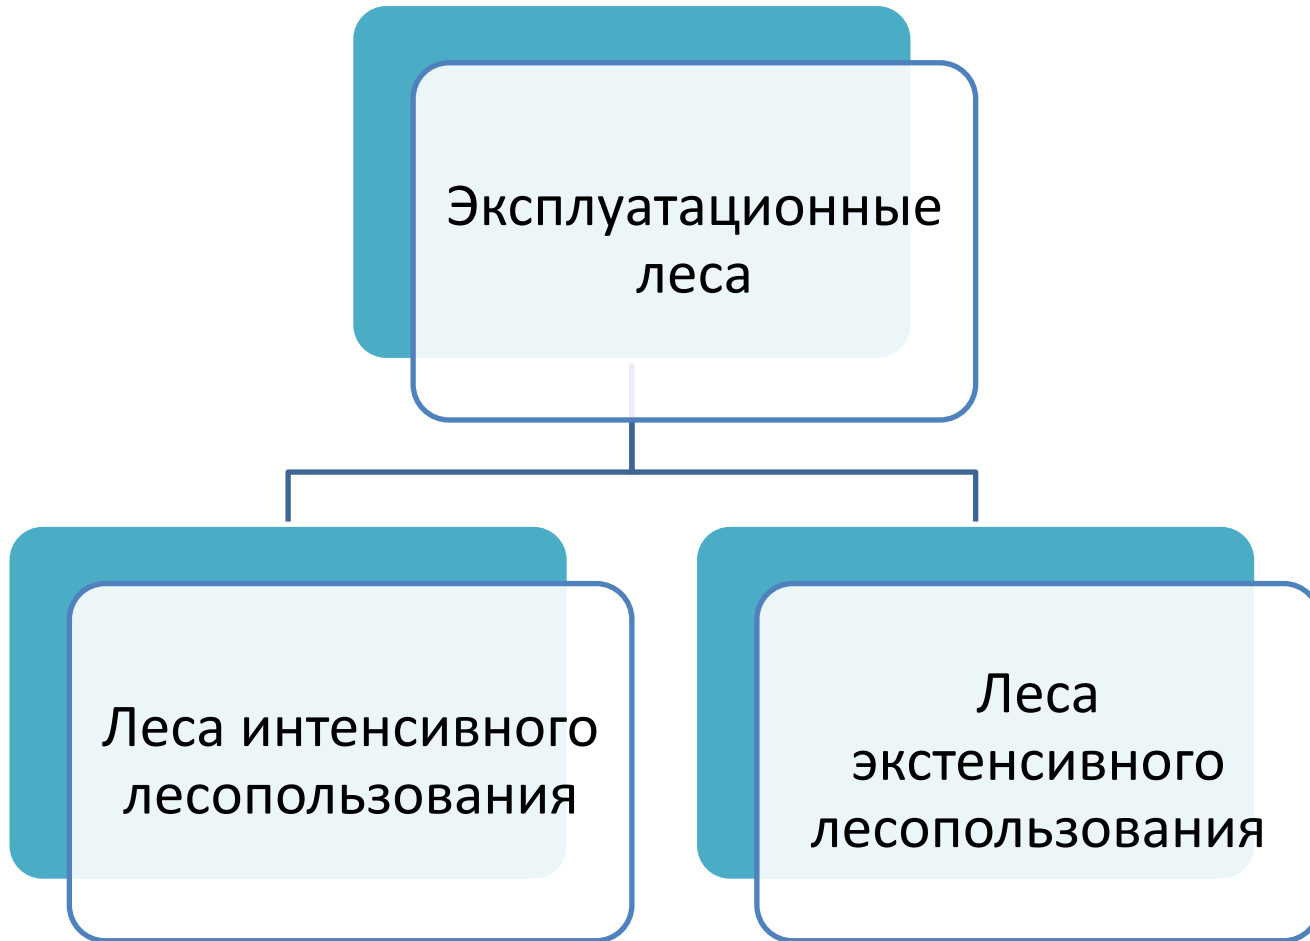 Эксплуатационные
леса
Леса интенсивного
лесопользования
Леса
экстенсивного
лесопользования